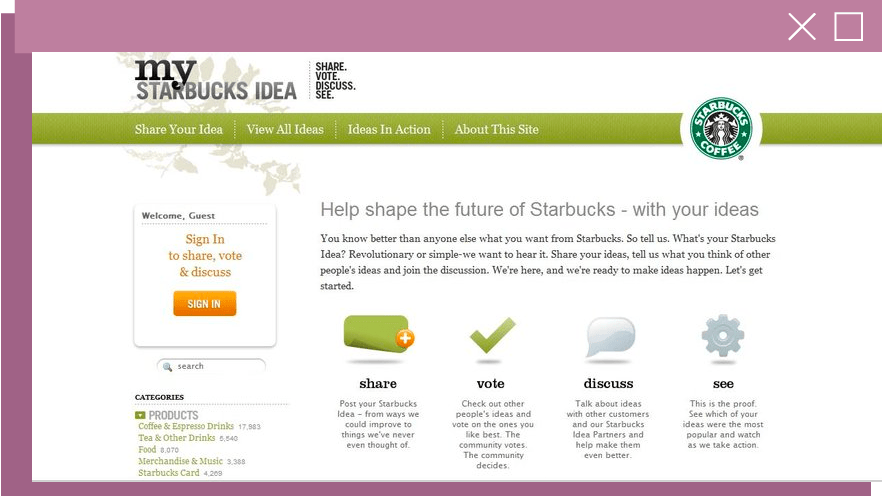 my
STARBUCKS IDEA
SHARE.
VOTE.
DISCUSS.
SEE.
Share Your Idea
View All Ideas
Ideas In Action
About This Site
STARBUCKS
COFFEE
®
Welcome, Guest
Sign In
to share, vote
& discuss
SIGN IN
search
CATEGORIES
PRODUCTS
Coffee & Espresso Drinks 17,983
Tea & Other Drinks 5,540
Food 8,070
Merchandise & Music 3,388
Starbucks Card 4,269
Help shape the future of Starbucks - with your ideas
You know better than anyone else what you want from Starbucks. So tell us. What's your Starbucks
Idea? Revolutionary or simple-we want to hear it. Share your ideas, tell us what you think of other
people's ideas and join the discussion. We're here, and we're ready to make ideas happen. Let's get
started.
share
Post your Starbucks
Idea – from ways we
could improve to
things we've never
even thought of.
vote
Check out other
people's ideas and
vote on the ones you
like best. The
community votes.
The community
decides.
discuss
Talk about ideas
with other customers
and our Starbucks
Idea Partners and
help make them
even better.
see
This is the proof.
See which of your
ideas were the most
popular and watch
as we take action.